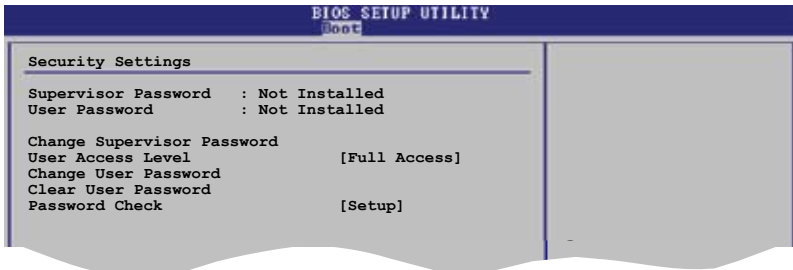 BIOS SETUP UTILITY
Boot
Security Settings
Supervisor Password : Not Installed
User Password : Not Installed
Change Supervisor Password
User Access Level [Full Access]
Change User Password
Clear User Password
Password Check [Setup]